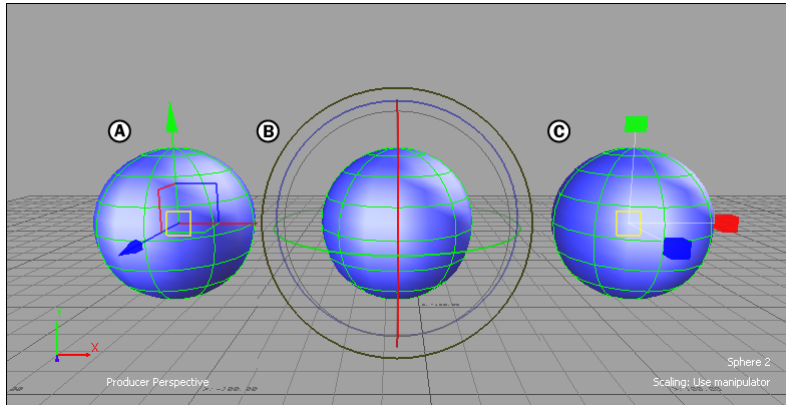 A
B
C
Y
X
Sphere 2
Producer Perspective
Scaling: Use manipulator